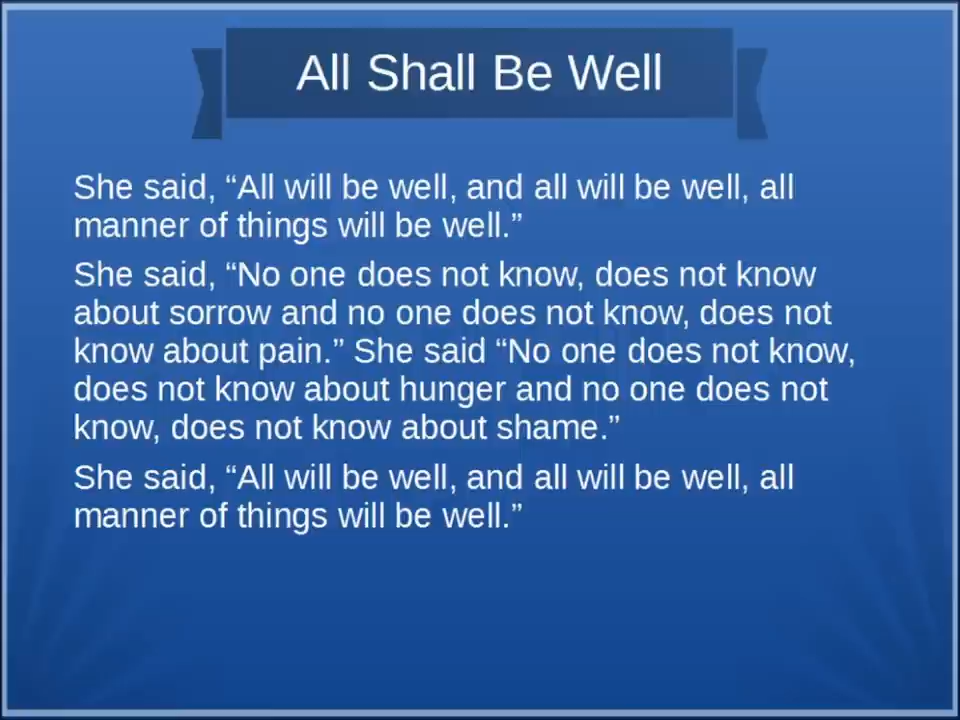 All Shall Be Well
She said, “All will be well, and all will be well, all
manner of things will be well.”
She said, “No one does not know, does not know
about sorrow and no one does not know, does not
know about pain.” She said “No one does not know,
does not know about hunger and no one does not
know, does not know about shame.”
She said, “All will be well, and all will be well, all
manner of things will be well.”